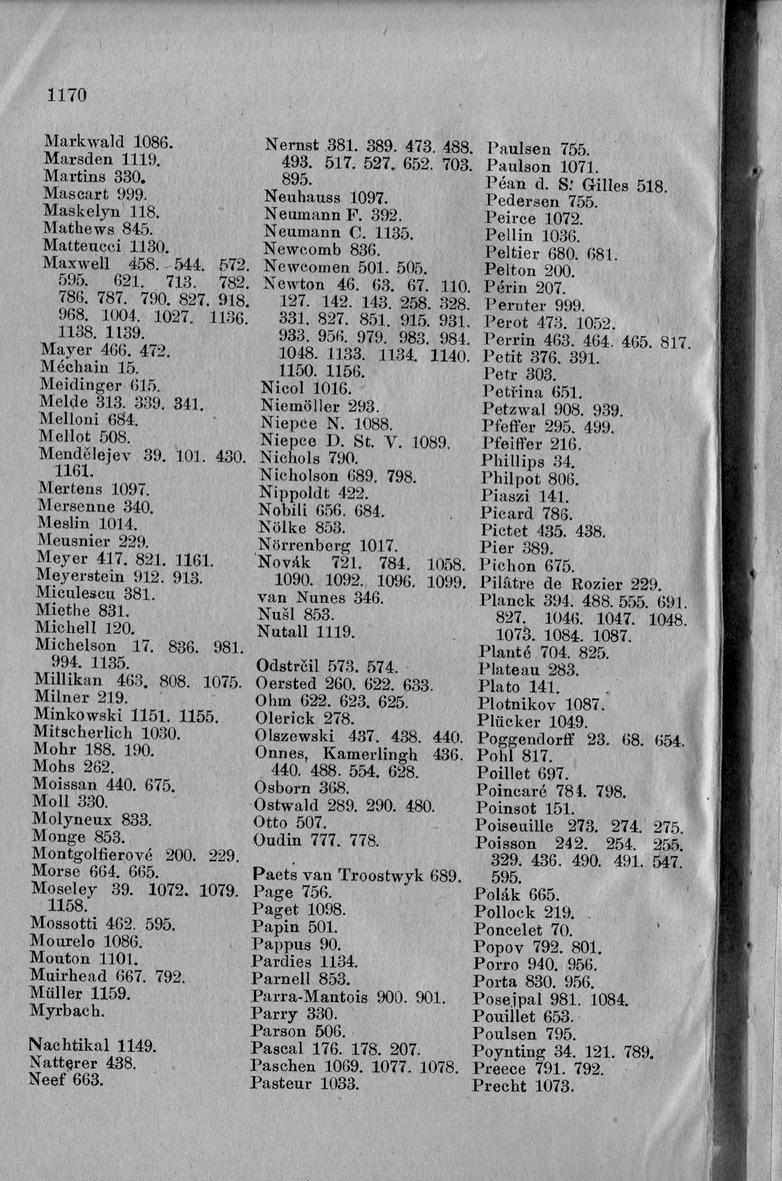 1170
Markwald 1086.
Marsden 1119.
Martins 330.
Mascart 999.
Maskelyn 118.
Mathews 845.
Matteucci 1130.
Maxwell 458. 544. 572.
595. 621. 713. 782.
786. 787. 790. 827. 918.
968. 1004. 1027. 1136.
1138. 1139.
Mayer 466. 472.
Méchain 15.
Meidinger 615.
Melde 313. 339. 341.
Melloni 684.
Mellot 508.
Mendělejev 39. 101. 430.
1161.
Mertens 1097.
Mersenne 340.
Meslin 1014.
Meusnier 229.
Meyer 417. 821. 1161.
Meyerstein 912. 913.
Miculescu 381.
Miethe 831.
Michell 120.
Michelson 17. 836. 981.
994. 1135.
Millikan 463. 808. 1075.
Milner 219.
Minkowski 1151. 1155.
Mitscherlich 1030.
Mohr 188. 190.
Mohs 262.
Moissan 440. 675.
Moll 330.
Molyneux 833.
Monge 853.
Montgolfierové 200. 229.
Morse 664. 665.
Moseley 39. 1072. 1079.
1158.
Mossotti 462. 595.
Mourelo 1086.
Mouton 1101.
Muirhead 667. 792.
Müller 1159.
Myrbach.
Nachtikal 1149.
Natterer 438.
Neef 663.
Nernst 381. 389. 473. 488.
493. 517. 527. 652. 703.
895.
Neuhauss 1097.
Neumann F. 392.
Neumann C. 1135.
Newcomb 836.
Newcomen 501. 505.
Newton 46. 63. 67. 110.
127. 142. 143. 258. 328.
331. 827. 851. 915. 931.
933. 956. 979. 983. 984.
1048. 1133. 1134. 1140.
1150. 1156.
Nicol 1016.
Niemöller 293.
Niepce N. 1088.
Niepce D. St. V. 1089.
Nichols 790.
Nicholson 689. 798.
Nippoldt 422.
Nobili 656. 684.
Nölke 853.
Nörrenberg 1017.
Novák 721. 784. 1058.
1090. 1092. 1096. 1099.
van Nunes 346.
Nušl 853.
Nutall 1119.
Odstrčil 573. 574.
Oersted 260. 622. 633.
Ohm 622. 623. 625.
Olerick 278.
Olszewski 437. 438. 440.
Onnes, Kamerlingh 436.
440. 488. 554. 628.
Osborn 368.
Ostwald 289. 290. 480.
Otto 507.
Oudin 777. 778.
Paets van Troostwyk 689.
Page 756.
Paget 1098.
Papin 501.
Pappus 90.
Pardies 1134.
Parnell 853.
Parra-Mantois 900. 901.
Parry 330.
Parson 506.
Pascal 176. 178. 207.
Paschen 1069. 1077. 1078.
Pasteur 1033.
Paulsen 755.
Paulson 1071.
Péan d. S: Gilles 518.
Pedersen 755.
Peirce 1072.
Pellin 1036.
Peltier 680. 681.
Pelton 200.
Périn 207.
Pernter 999.
Perot 473. 1052.
Perrin 463. 464. 465. 817.
Petit 376. 391.
Petr 303.
Petřina 651.
Petzwal 908. 939.
Pfeffer 295. 499.
Pfeiffer 216.
Phillips 34.
Philpot 806.
Piaszi 141.
Picard 786.
Pictet 435. 438.
Pier 389.
Pichon 675.
Pilâtre de Rozier 229.
Planck 394. 488. 555. 691.
827. 1046. 1047. 1048.
1073. 1084. 1087.
Planté 704. 825.
Plateau 283.
Plato 141.
Plotnikov 1087.
Plücker 1049.
Poggendorff 23. 68. 654.
Pohl 817.
Poillet 697.
Poincaré 784. 798.
Poinsot 151.
Poiseuille 273. 274. 275.
Poisson 242. 254. 255.
329. 436. 490. 491. 547.
595.
Polák 665.
Pollock 219.
Poncelet 70.
Popov 792. 801.
Porro 940. 956.
Porta 830. 956.
Posejpal 981. 1084.
Pouillet 653.
Poulsen 795.
Poynting 34. 121. 789.
Preece 791. 792.
Precht 1073.